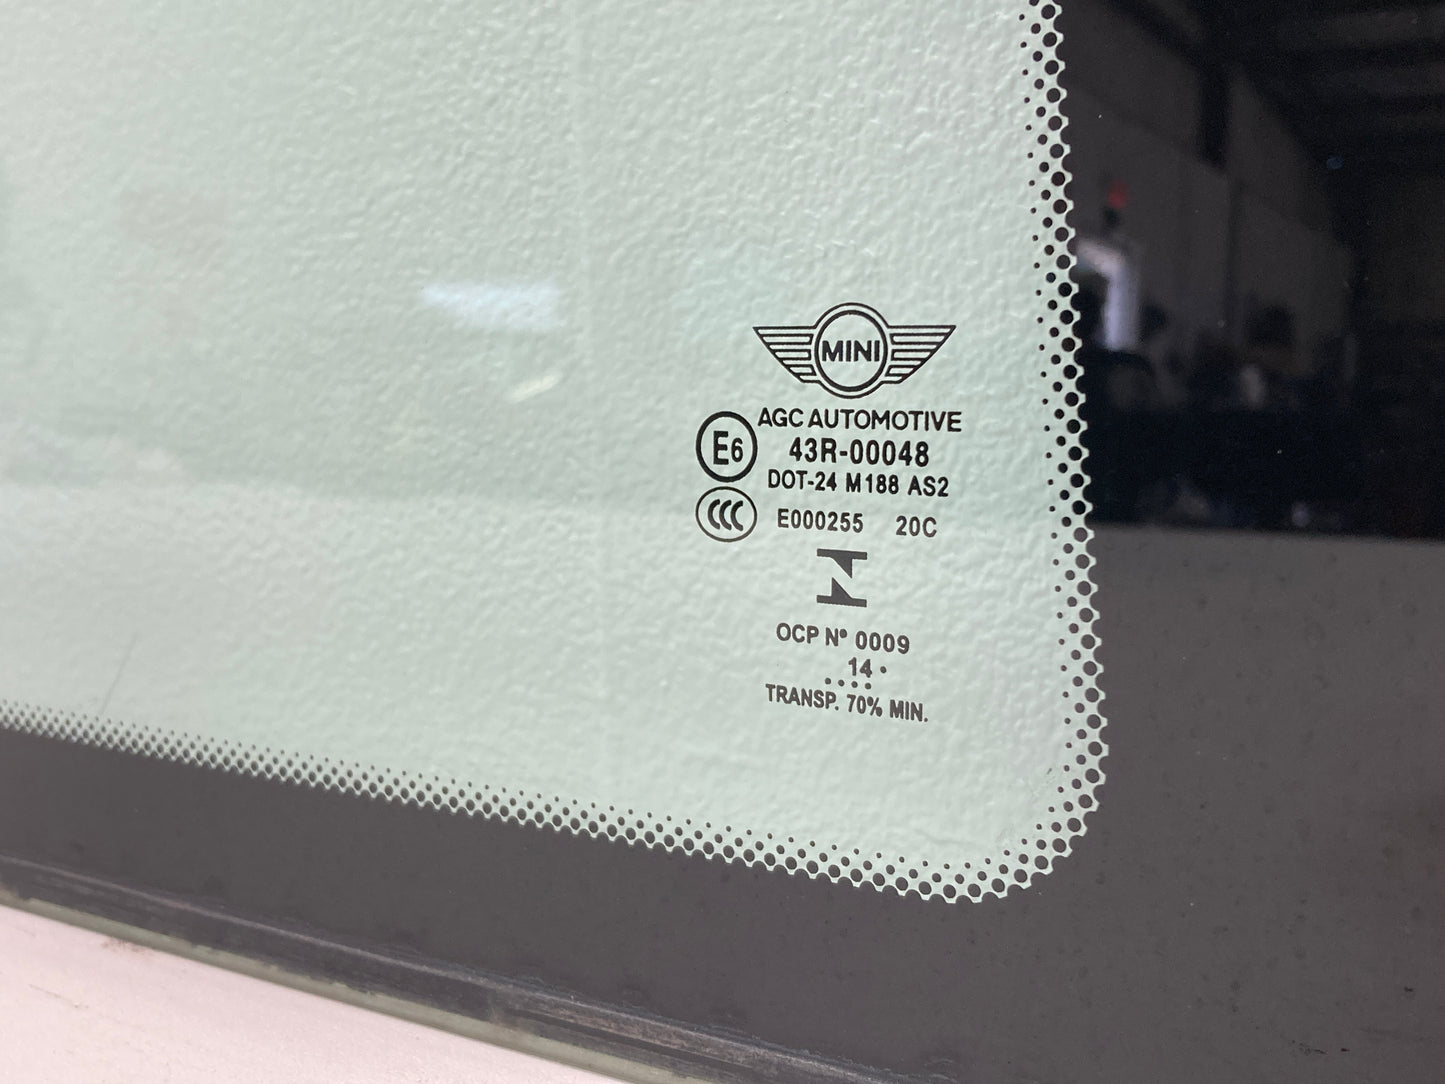 MINI
AGC AUTOMOTIVE
E6 43R-00048
DOT-24 M188 AS2
CCC E000255 20C
OCP Nº 0009
14 •
• • • •
TRANSP. 70% MIN.